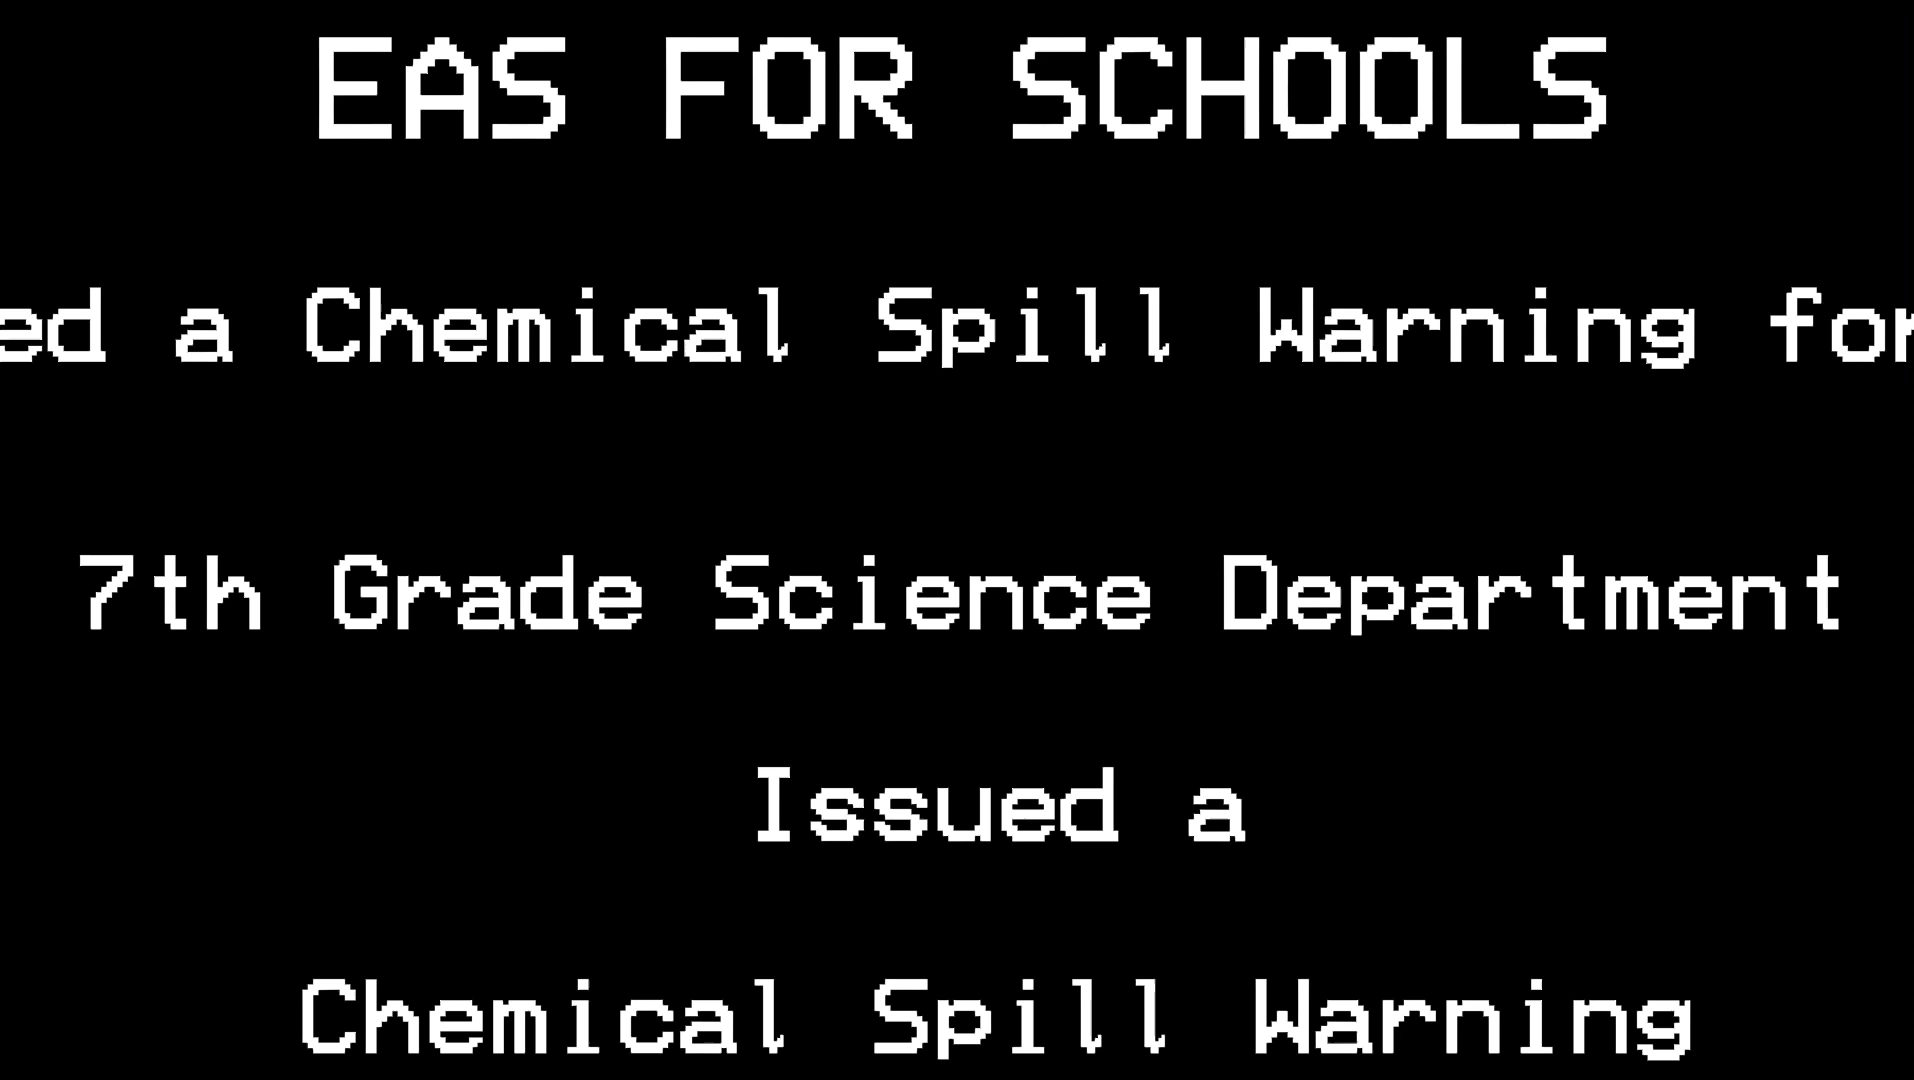 EAS FOR SCHOOLS
ed a Chemical Spill Warning for
7th Grade Science Department
Issued a
Chemical Spill Warning